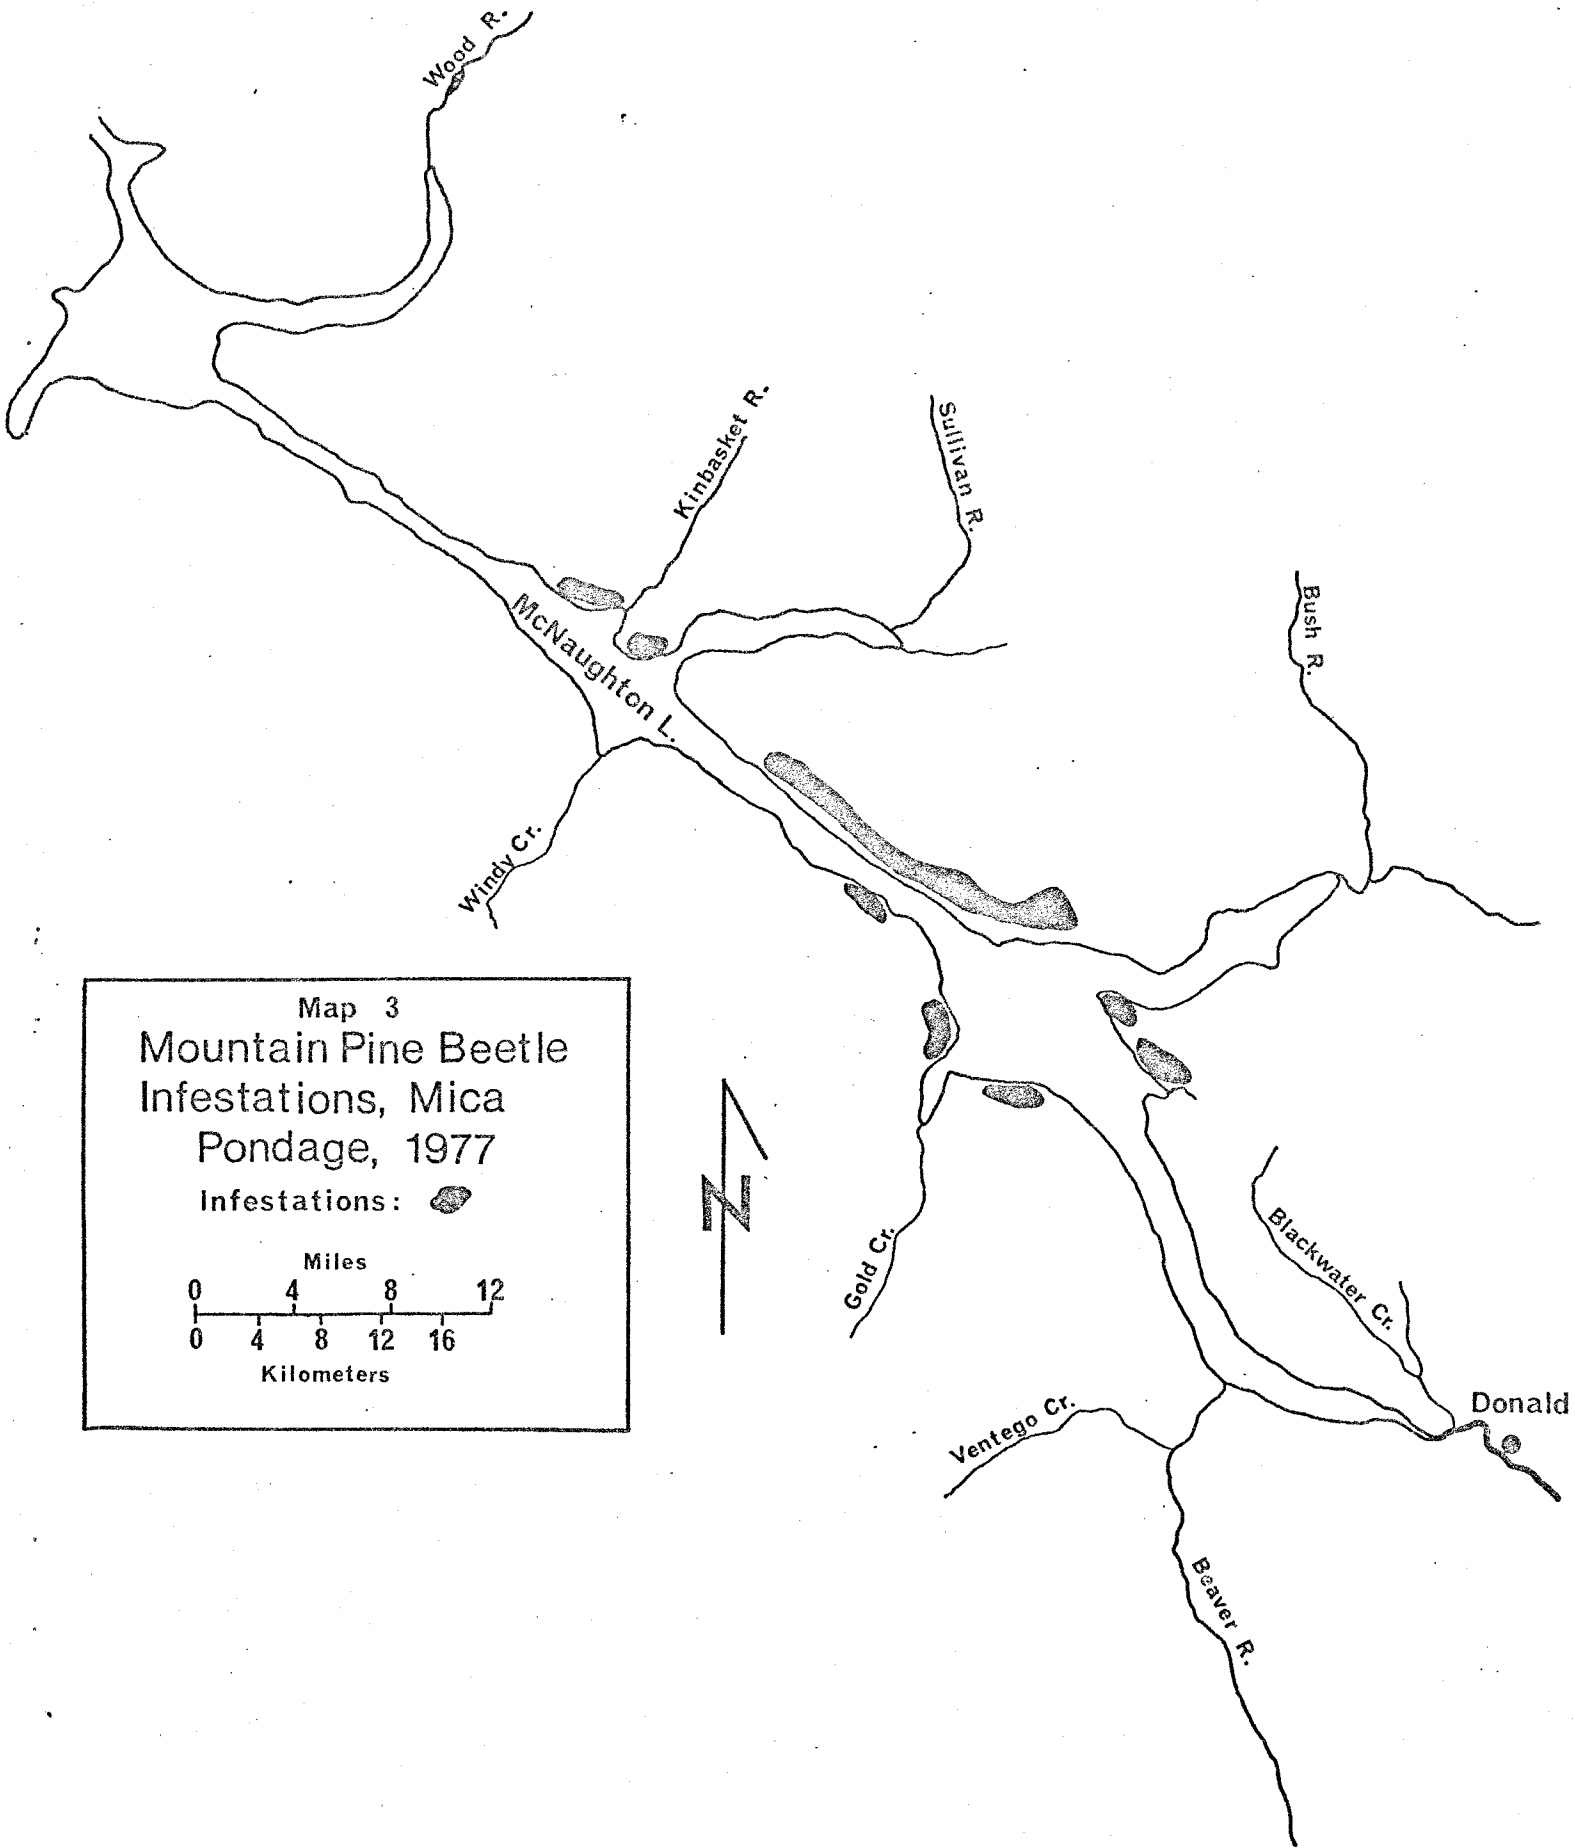 Wood R.
Kinbasket R.
Sullivan R.
Bush R.
McNaughton L.
Windy Cr.
Map 3
Mountain Pine Beetle
Infestations, Mica
Pondage, 1977
Infestations:
Miles
0 4 8 12
0 4 8 12 16
Kilometers
N
Gold Cr.
Blackwater Cr.
Donald
Ventego Cr.
Beaver R.